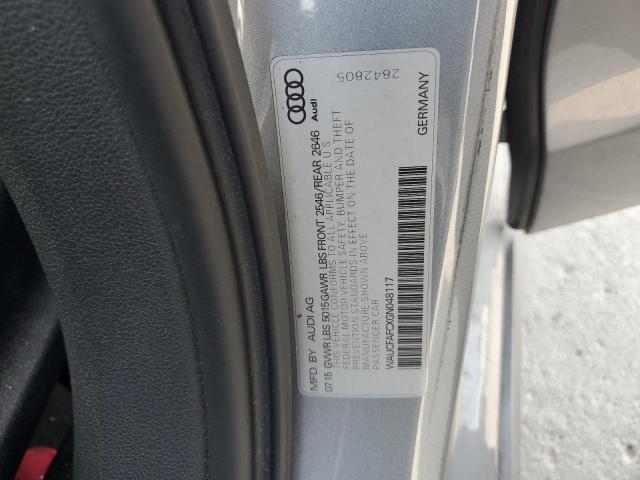 MFD. BY AUDI AG
Audi
07 15 GVWR LBS 5015 GAWR LBS FRONT 2546/REAR 2646
THIS VEHICLE CONFORMS TO ALL APPLICABLE U S
FEDERAL MOTOR VEHICLE SAFETY, BUMPER AND THEFT
PREVENTION STANDARDS IN EFFECT ON THE DATE OF
MANUFACTURE SHOWN ABOVE
PASSENGER CAR
2842805
WAUCFAFCXGN048117
GERMANY